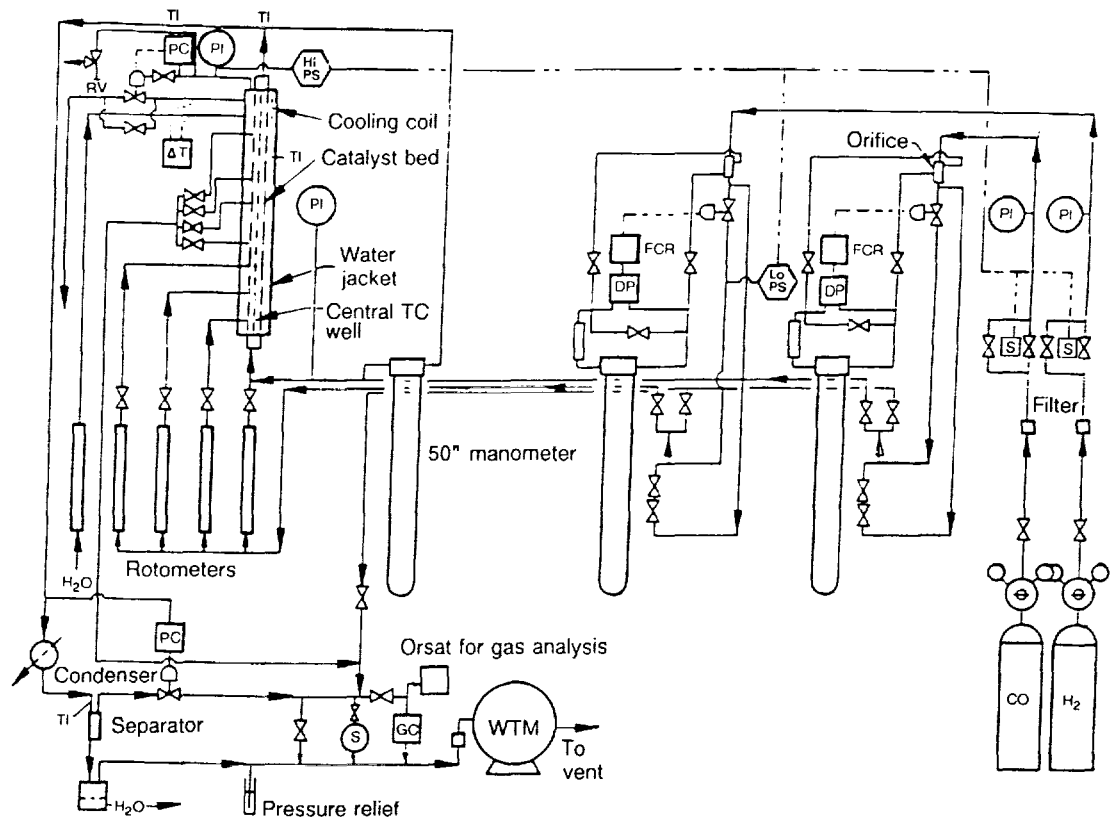 TI
TI
PC
PI
Hi
PS
RV
Cooling coil
ΔT
TI
Catalyst bed
Orifice
PI
PI
PI
FCR
FCR
Lo
PS
DP
DP
Water
jacket
Central TC
well
S
S
Filter
50" manometer
Rotometers
H₂O
PC
Orsat for gas analysis
Condenser
TI
Separator
S
GC
WTM
To
vent
CO
H₂
H₂O
Pressure relief